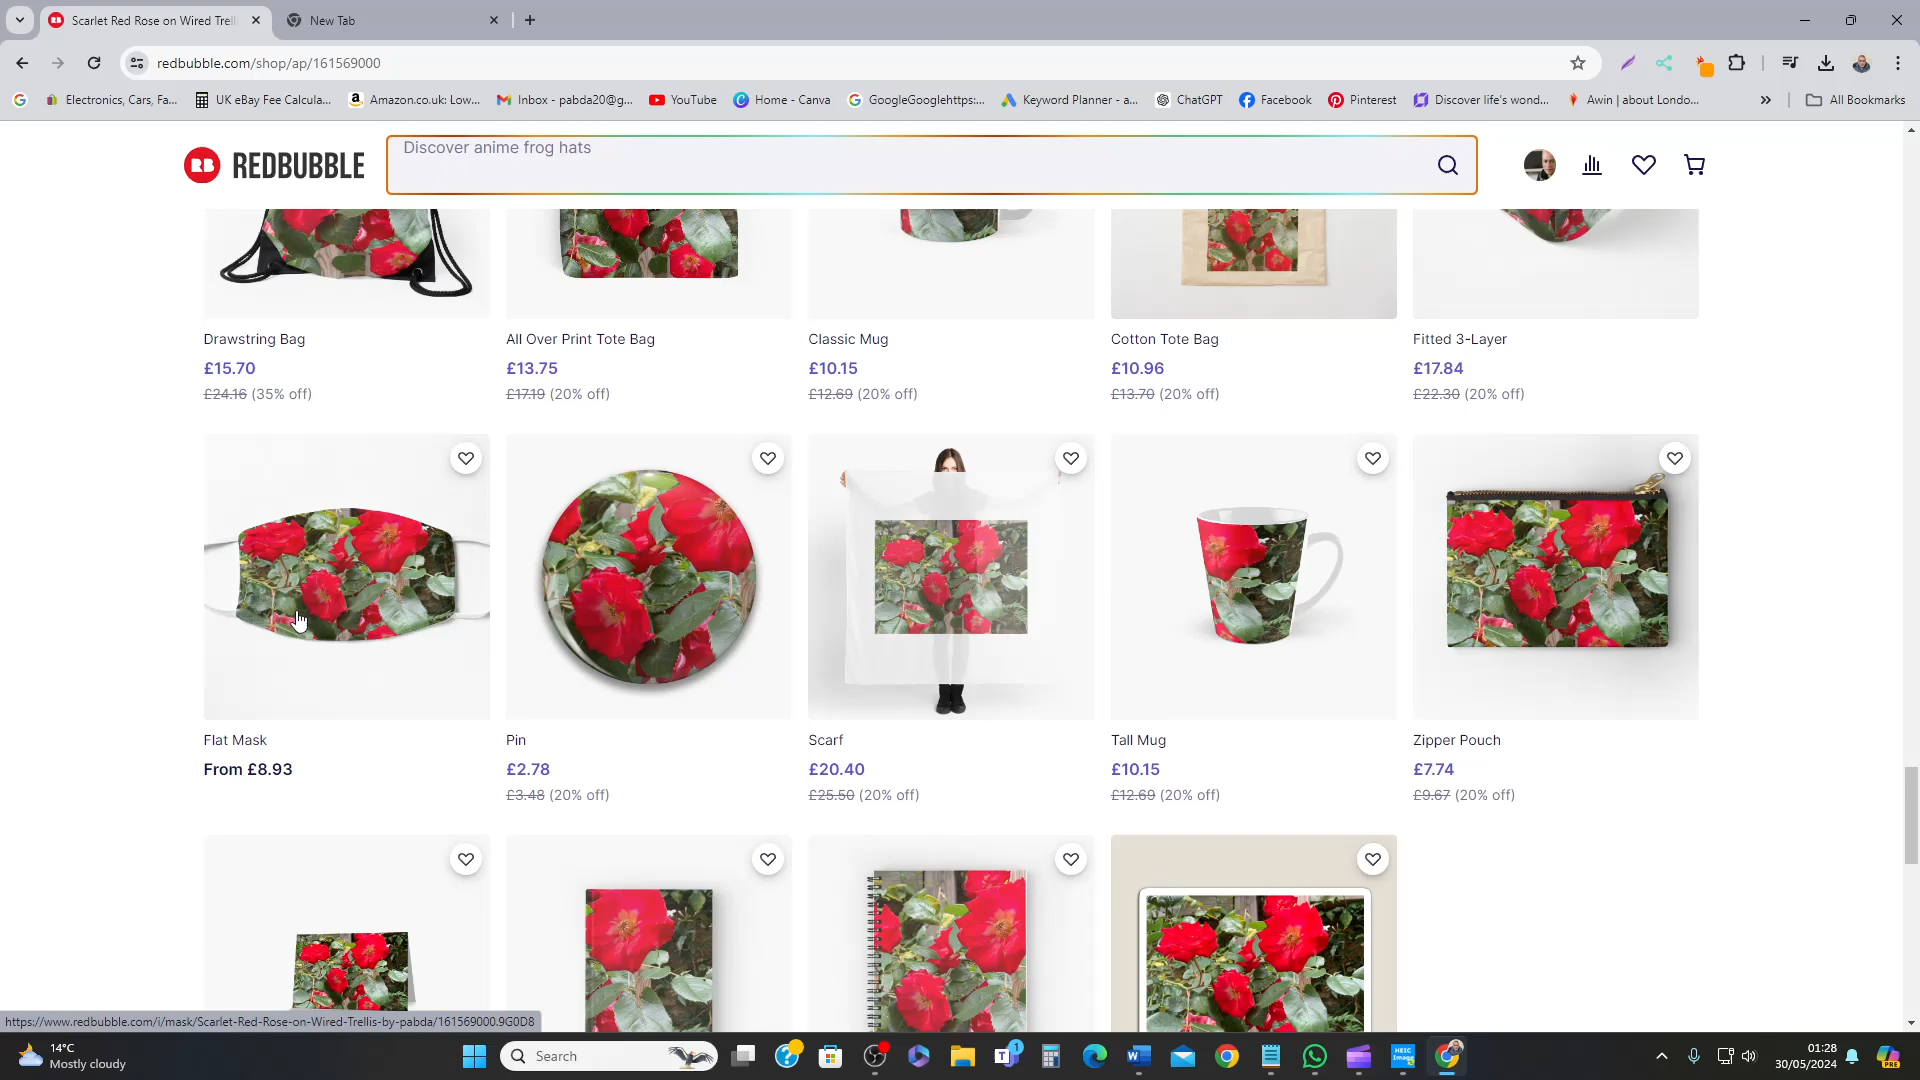 Scarlet Red Rose on Wired Trell
New Tab
redbubble.com/shop/ap/161569000
Electronics, Cars, Fa...
UK eBay Fee Calcula...
Amazon.co.uk: Low...
Inbox - pabda20@g...
YouTube
Home - Canva
GoogleGooglehttps:...
Keyword Planner - a...
ChatGPT
Facebook
Pinterest
Discover life's wond...
Awin | about Londo...
»
All Bookmarks
RB REDBUBBLE
Discover anime frog hats
Drawstring Bag
£15.70
£24.16 (35% off)
All Over Print Tote Bag
£13.75
£17.19 (20% off)
Classic Mug
£10.15
£12.69 (20% off)
Cotton Tote Bag
£10.96
£13.70 (20% off)
Fitted 3-Layer
£17.84
£22.30 (20% off)
Flat Mask
From £8.93
Pin
£2.78
£3.48 (20% off)
Scarf
£20.40
£25.50 (20% off)
Tall Mug
£10.15
£12.69 (20% off)
Zipper Pouch
£7.74
£9.67 (20% off)
https://www.redbubble.com/i/mask/Scarlet-Red-Rose-on-Wired-Trellis-by-pabda/161569000.9G0D8
14°C
Mostly cloudy
Search
1
01:28
30/05/2024